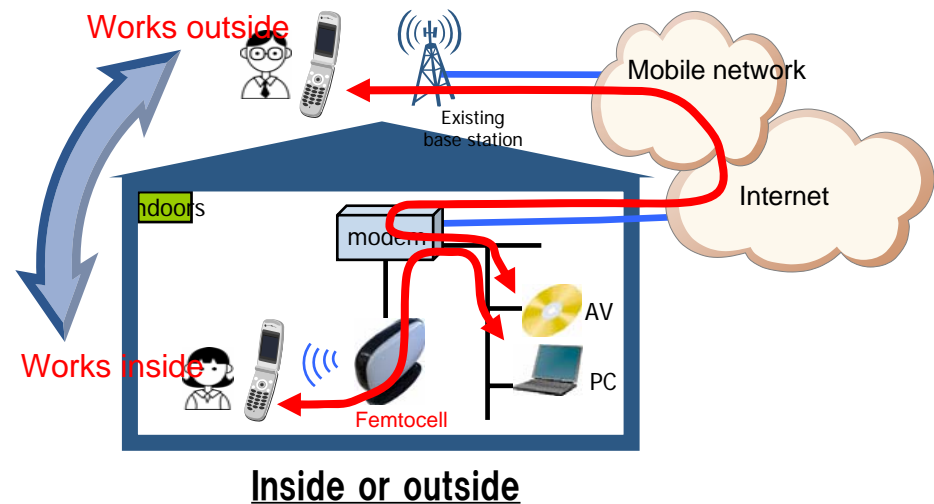 Works outside
Mobile network
Existing
base station
Internet
ndoors
modem
AV
Works inside
PC
Femtocell
Inside or outside